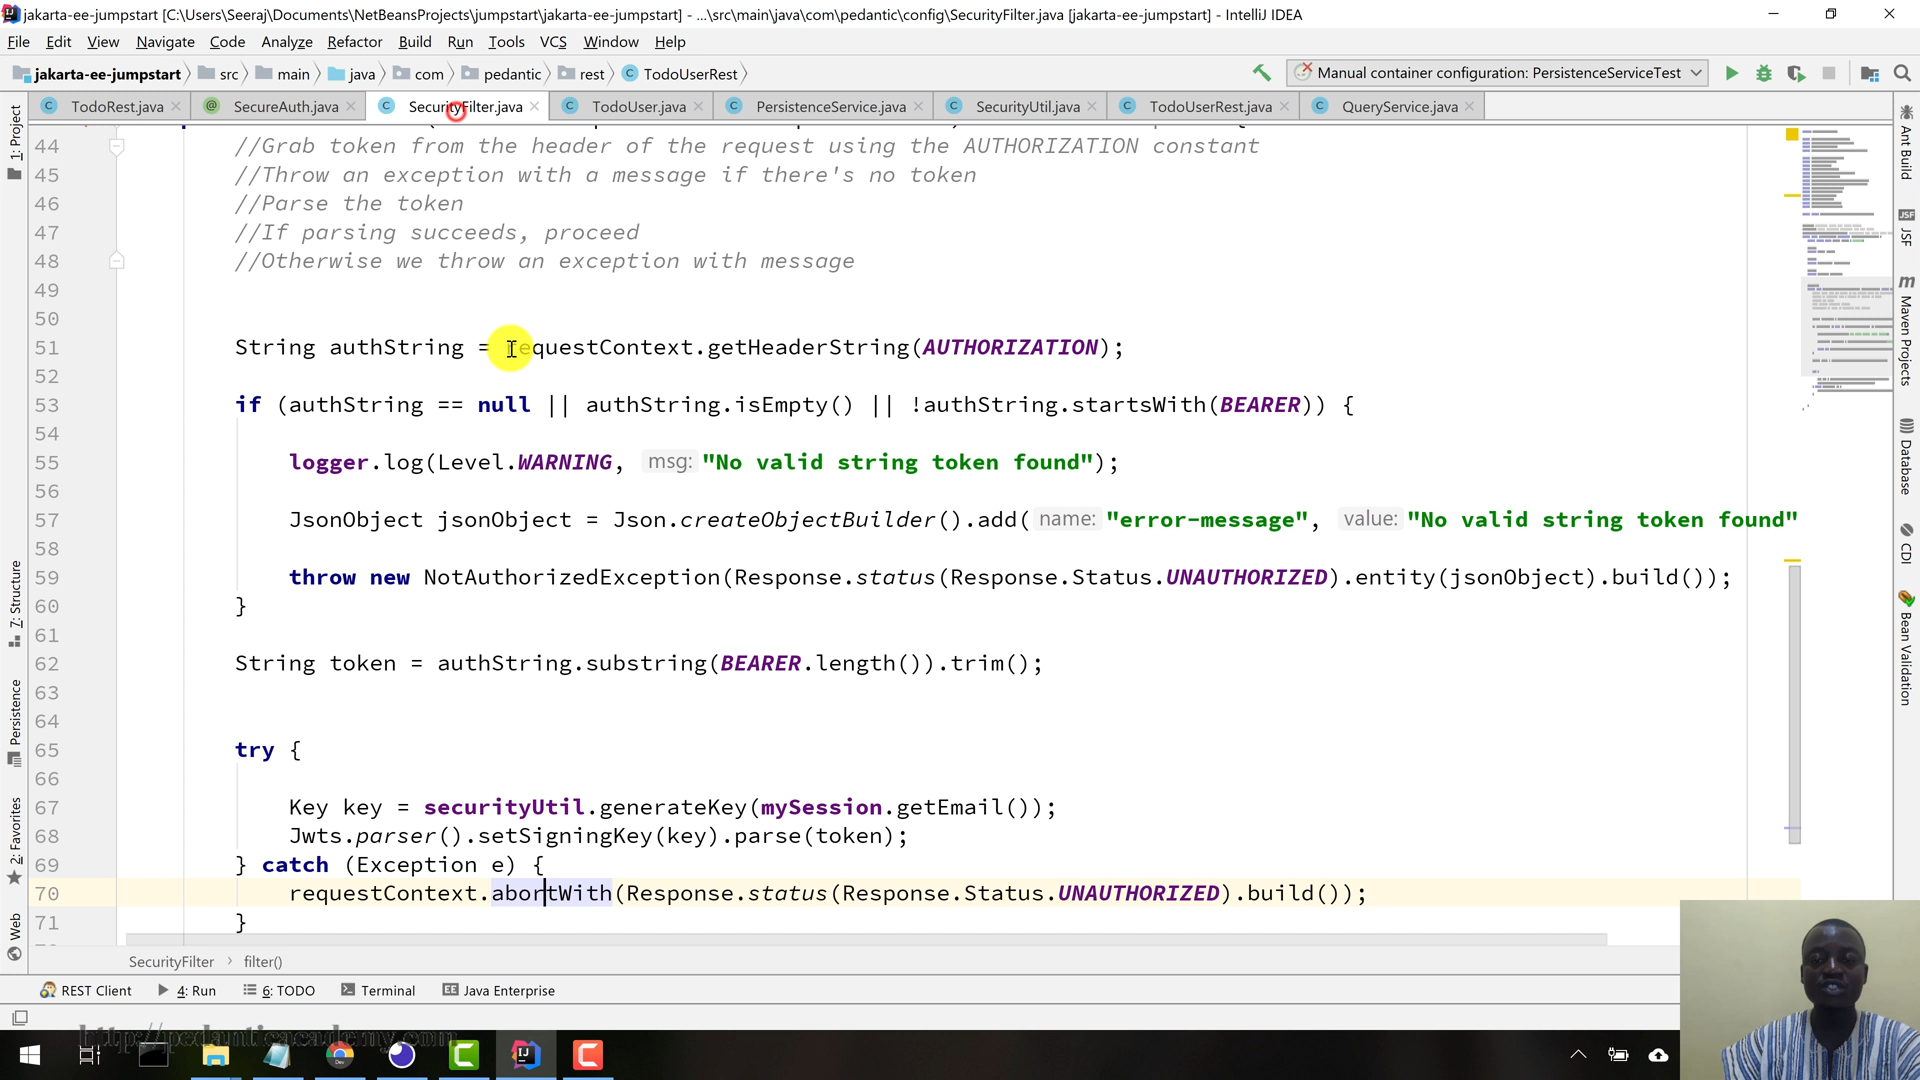 jakarta-ee-jumpstart [C:\Users\Seeraj\Documents\NetBeansProjects\jumpstart\jakarta-ee-jumpstart] - ...\src\main\java\com\pedantic\config\SecurityFilter.java [jakarta-ee-jumpstart] - IntelliJ IDEA
File Edit View Navigate Code Analyze Refactor Build Run Tools VCS Window Help
jakarta-ee-jumpstart src main java com pedantic rest TodoUserRest Manual container configuration: PersistenceServiceTest
TodoRest.java SecureAuth.java SecurityFilter.java TodoUser.java PersistenceService.java SecurityUtil.java TodoUserRest.java QueryService.java
44 //Grab token from the header of the request using the AUTHORIZATION constant
45 //Throw an exception with a message if there's no token
46 //Parse the token
47 //If parsing succeeds, proceed
48 //Otherwise we throw an exception with message
49
50
51 String authString = requestContext.getHeaderString(AUTHORIZATION);
52
53 if (authString == null || authString.isEmpty() || !authString.startsWith(BEARER)) {
54
55 logger.log(Level.WARNING, msg: "No valid string token found");
56
57 JsonObject jsonObject = Json.createObjectBuilder().add( name: "error-message", value: "No valid string token found"
58
59 throw new NotAuthorizedException(Response.status(Response.Status.UNAUTHORIZED).entity(jsonObject).build());
60 }
61
62 String token = authString.substring(BEARER.length()).trim();
63
64
65 try {
66
67 Key key = securityUtil.generateKey(mySession.getEmail());
68 Jwts.parser().setSigningKey(key).parse(token);
69 } catch (Exception e) {
70 requestContext.abortWith(Response.status(Response.Status.UNAUTHORIZED).build());
71 }
SecurityFilter filter()
REST Client 4: Run 6: TODO Terminal Java Enterprise
http://pedanticacademy.com
1: Project
7: Structure
Persistence
2: Favorites
Web
Ant Build
JSF
Maven Projects
Database
CDI
Bean Validation